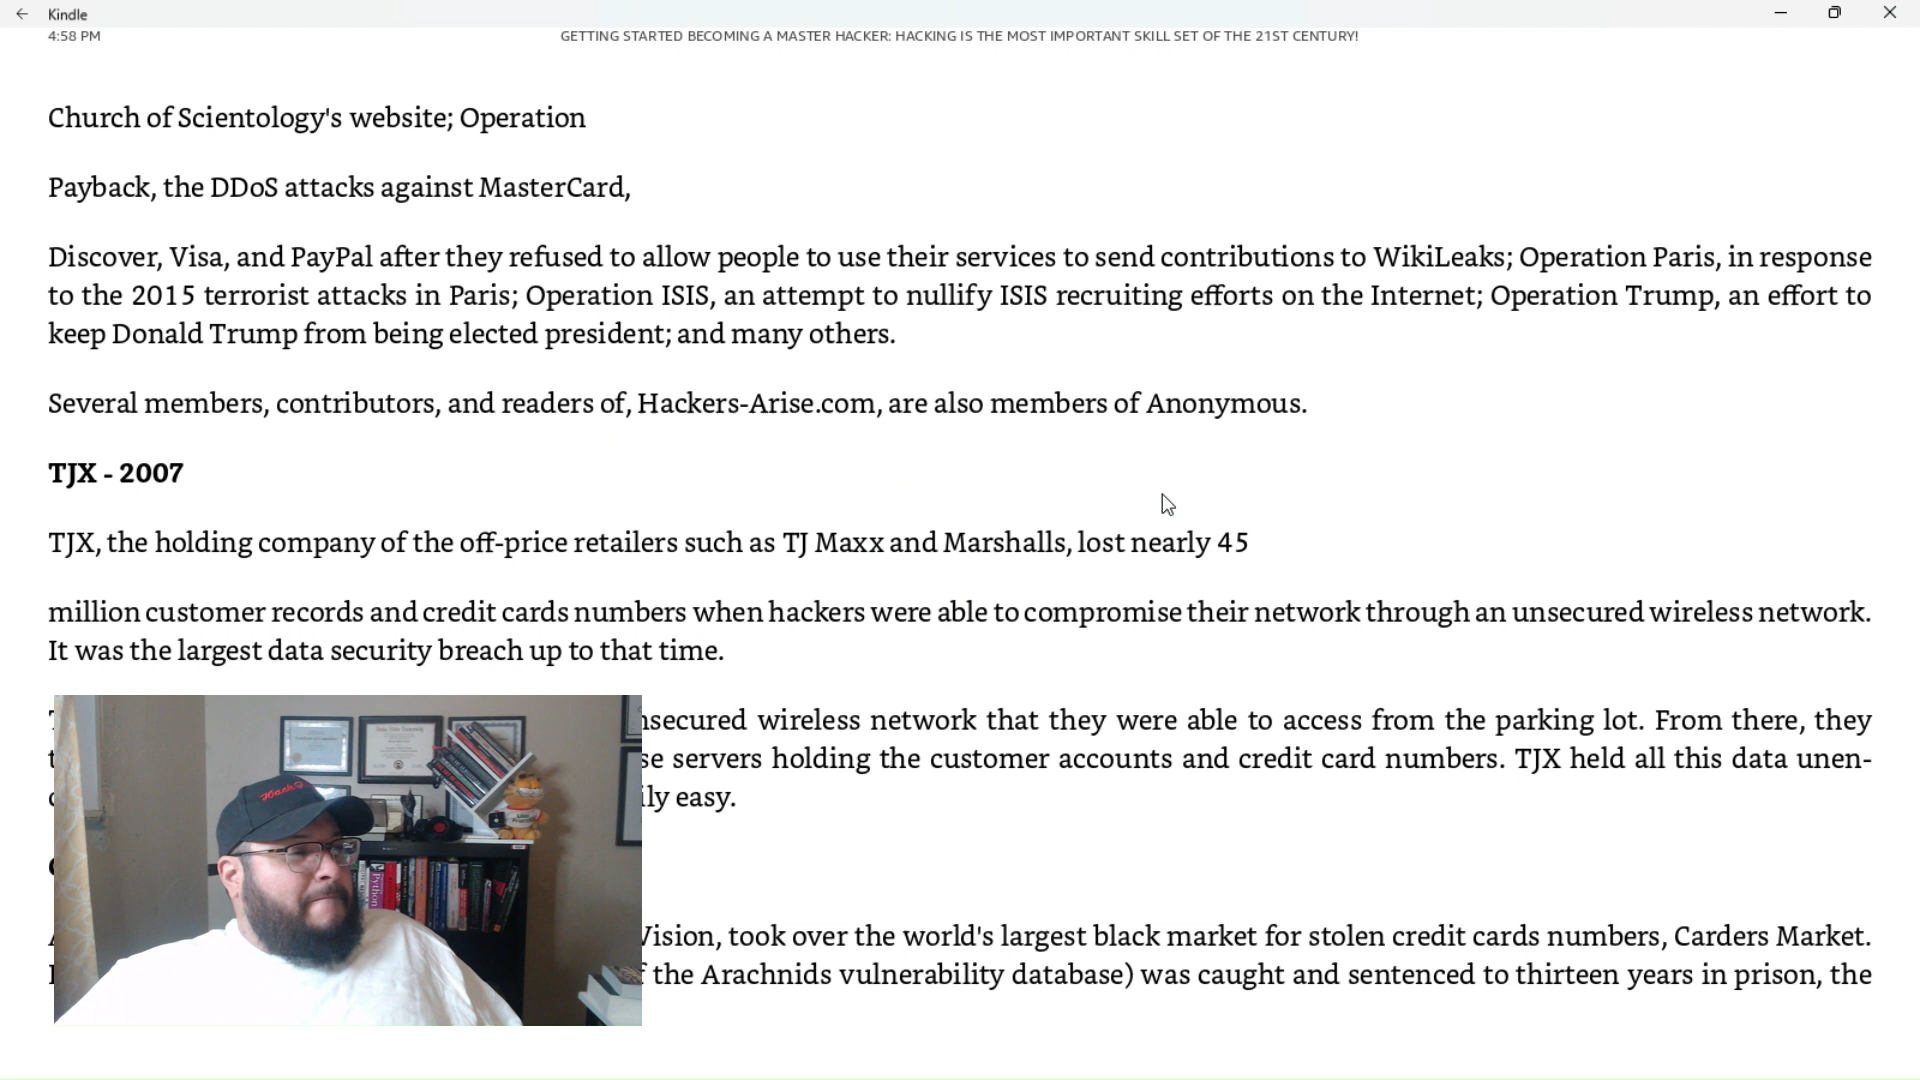 Kindle
4:58 PM
GETTING STARTED BECOMING A MASTER HACKER: HACKING IS THE MOST IMPORTANT SKILL SET OF THE 21ST CENTURY!
Church of Scientology's website; Operation
Payback, the DDoS attacks against MasterCard,
Discover, Visa, and PayPal after they refused to allow people to use their services to send contributions to WikiLeaks; Operation Paris, in response
to the 2015 terrorist attacks in Paris; Operation ISIS, an attempt to nullify ISIS recruiting efforts on the Internet; Operation Trump, an effort to
keep Donald Trump from being elected president; and many others.
Several members, contributors, and readers of, Hackers-Arise.com, are also members of Anonymous.
TJX - 2007
TJX, the holding company of the off-price retailers such as TJ Maxx and Marshalls, lost nearly 45
million customer records and credit cards numbers when hackers were able to compromise their network through an unsecured wireless network.
It was the largest data security breach up to that time.
nsecured wireless network that they were able to access from the parking lot. From there, they
se servers holding the customer accounts and credit card numbers. TJX held all this data unen-
ily easy.
Vision, took over the world's largest black market for stolen credit cards numbers, Carders Market.
f the Arachnids vulnerability database) was caught and sentenced to thirteen years in prison, the
Python